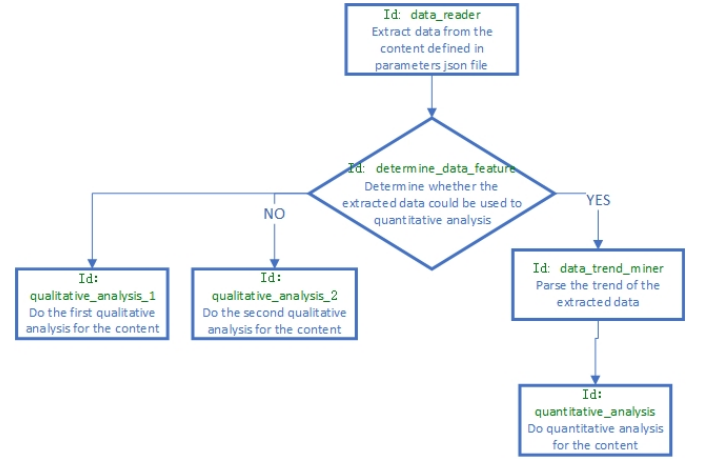 Id: data_reader
Extract data from the
content defined in
parameters json file
Id: determine_data_feature
Determine whether the
extracted data could be used to
quantitative analysis
NO
YES
Id:
qualitative_analysis_1
Do the first qualitative
analysis for the content
Id:
qualitative_analysis_2
Do the second qualitative
analysis for the content
Id: data_trend_miner
Parse the trend of the
extracted data
Id:
quantitative_analysis
Do quantitative analysis
for the content